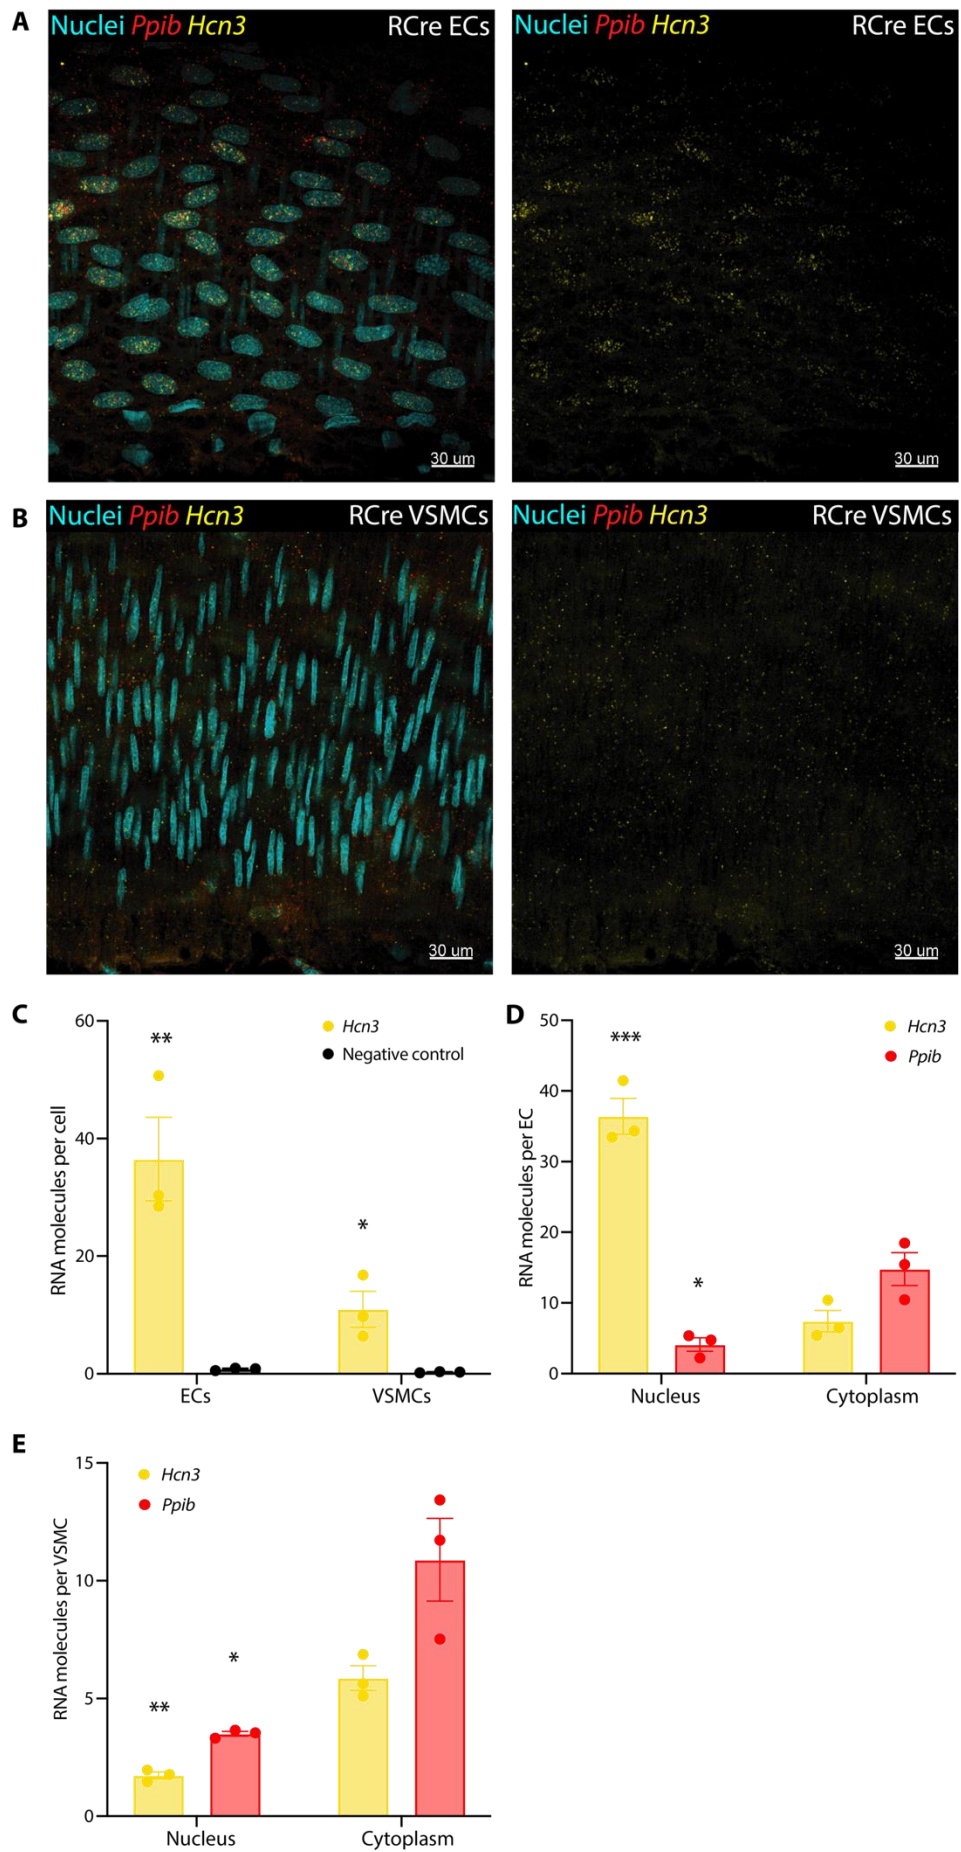 A
Nuclei Ppib Hcn3 RCre ECs
Nuclei Ppib Hcn3 RCre ECs
30 um
30 um
B
Nuclei Ppib Hcn3 RCre VSMCs
Nuclei Ppib Hcn3 RCre VSMCs
30 um
30 um
C
RNA molecules per cell
60
40
20
0
**
*
Hcn3
Negative control
ECs
VSMCs
D
RNA molecules per EC
50
40
30
20
10
0
***
*
Hcn3
Ppib
Nucleus
Cytoplasm
E
RNA molecules per VSMC
15
10
5
0
Hcn3
Ppib
**
*
Nucleus
Cytoplasm